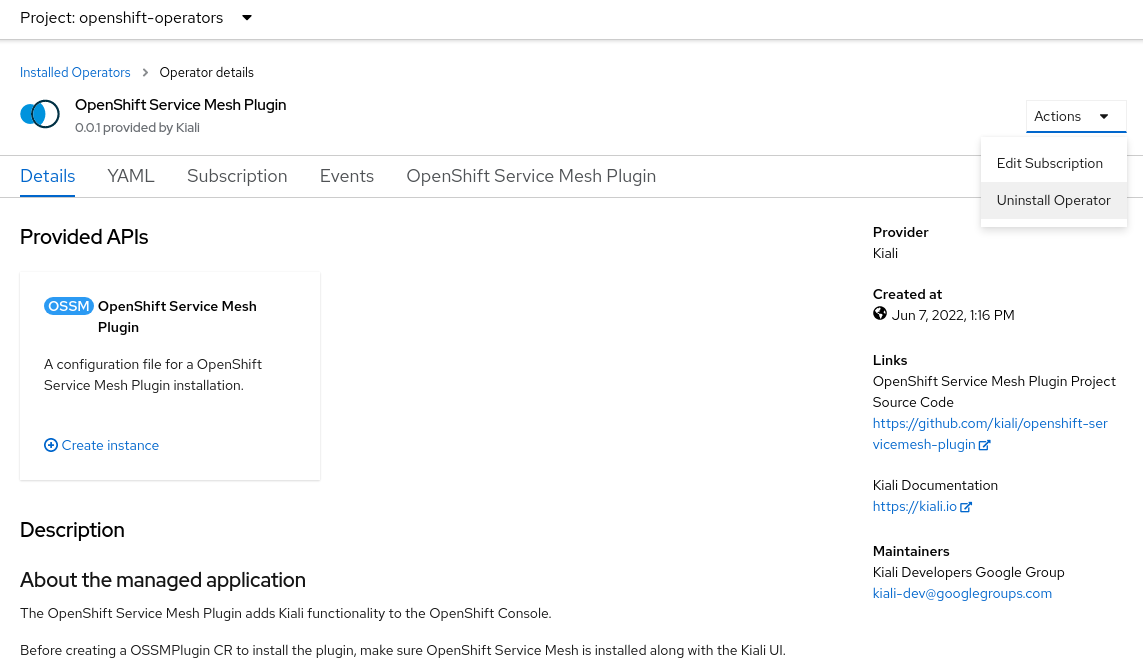 Project: openshift-operators
Installed Operators > Operator details
OpenShift Service Mesh Plugin
0.0.1 provided by Kiali
Actions
Edit Subscription
Uninstall Operator
Details YAML Subscription Events OpenShift Service Mesh Plugin
Provided APIs
OSSM OpenShift Service Mesh
Plugin
A configuration file for a OpenShift
Service Mesh Plugin installation.
Create instance
Provider
Kiali
Created at
Jun 7, 2022, 1:16 PM
Links
OpenShift Service Mesh Plugin Project
Source Code
https://github.com/kiali/openshift-ser
vicemesh-plugin
Kiali Documentation
https://kiali.io
Maintainers
Kiali Developers Google Group
kiali-dev@googlegroups.com
Description
About the managed application
The OpenShift Service Mesh Plugin adds Kiali functionality to the OpenShift Console.
Before creating a OSSMPlugin CR to install the plugin, make sure OpenShift Service Mesh is installed along with the Kiali UI.